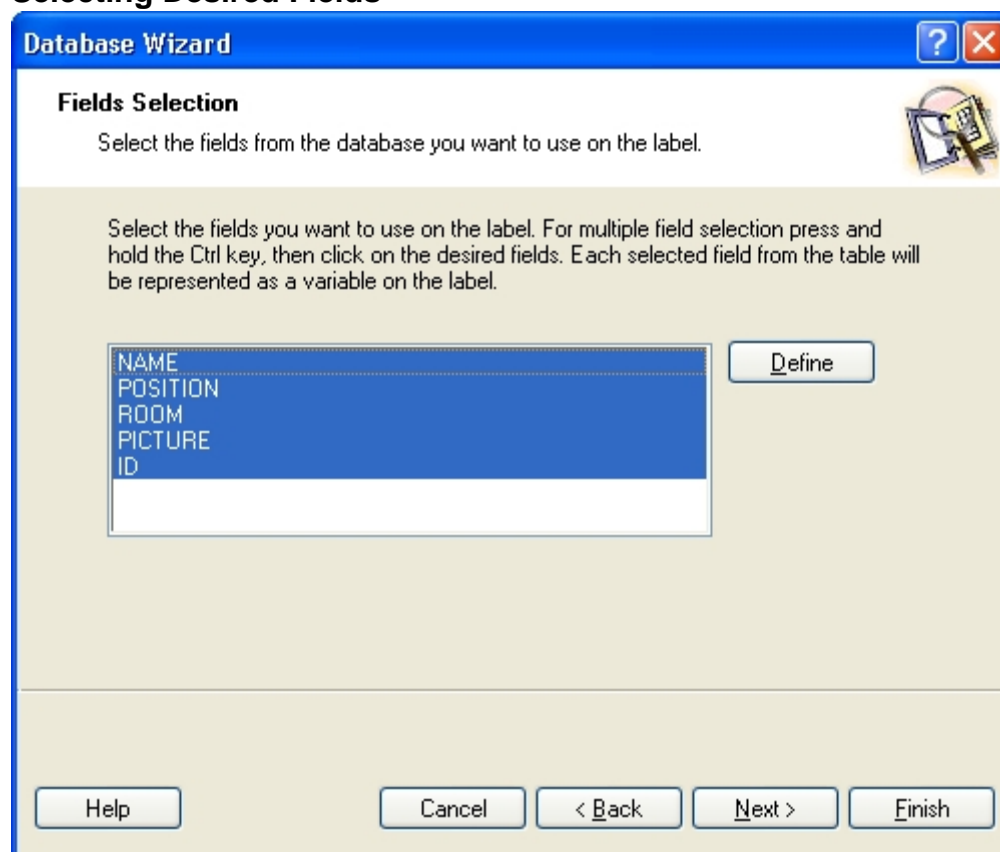 Selecting Desired Fields
Database Wizard
Fields Selection
Select the fields from the database you want to use on the label.
Select the fields you want to use on the label. For multiple field selection press and
hold the Ctrl key, then click on the desired fields. Each selected field from the table will
be represented as a variable on the label.
NAME
Define
POSITION
ROOM
PICTURE
ID
Help Cancel < Back Next > Finish